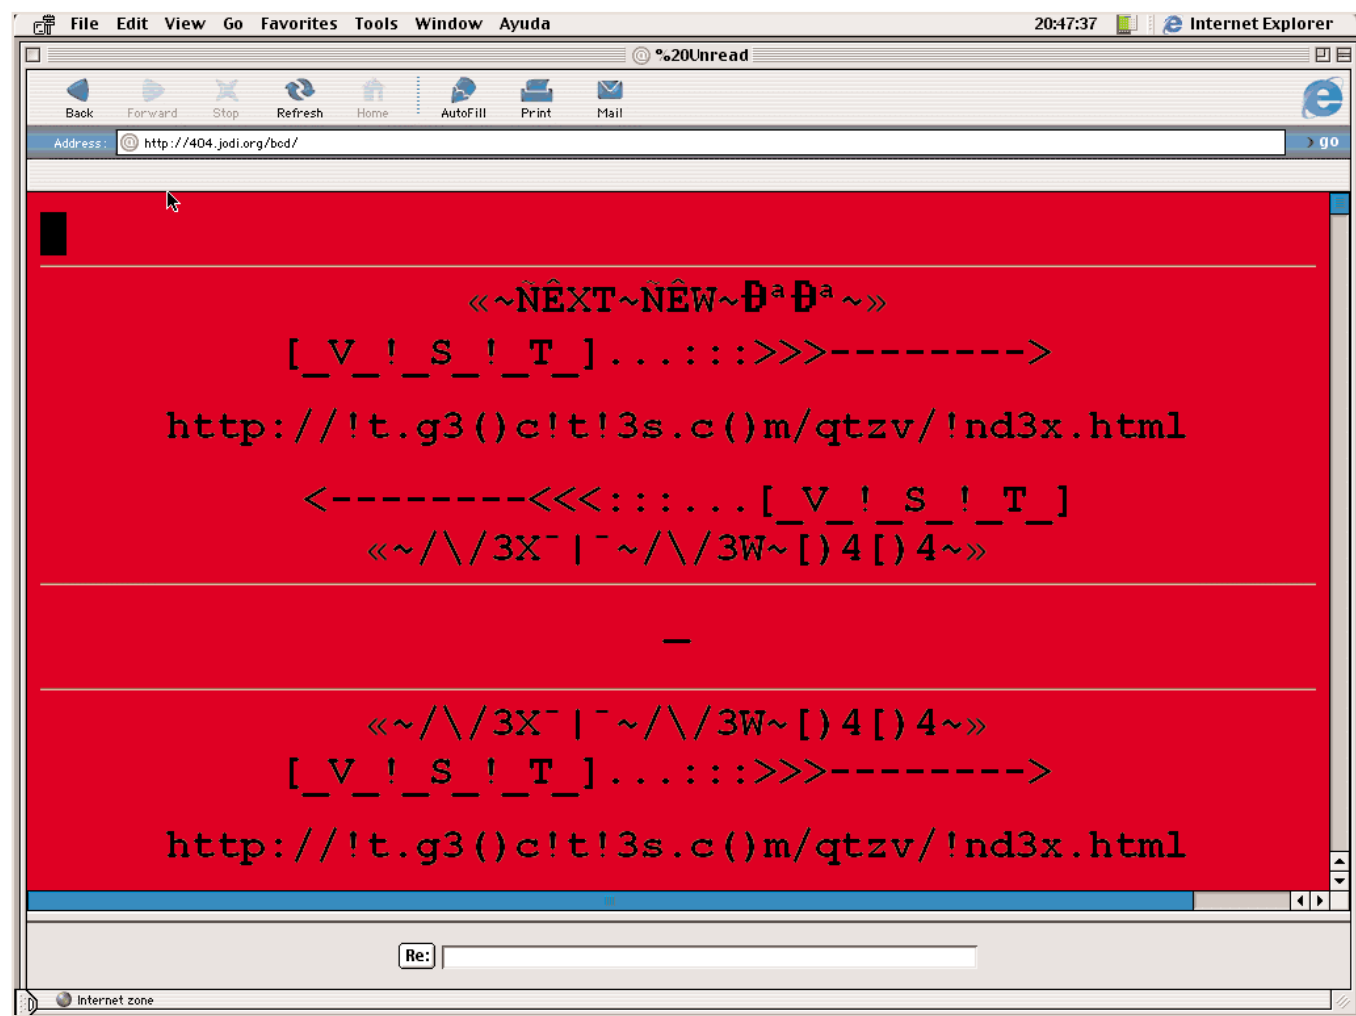 File Edit View Go Favorites Tools Window Ayuda 20:47:37 Internet Explorer
@ %20Unread
Back Forward Stop Refresh Home AutoFill Print Mail
Address: @ http://404.jodi.org/bcd/ go
«~ÑÊXT~ÑÊW~ÐªÐª~»
[_V_!_S_!_T_]...:::>>>-------->
http://!t.g3()c!t!3s.c()m/qtzv/!nd3x.html
<--------<<<:::...[_V_!_S_!_T_]
«~/\/3X¯|¯~/\/3W~[)4[)4~»
_
«~/\/3X¯|¯~/\/3W~[)4[)4~»
[_V_!_S_!_T_]...:::>>>-------->
http://!t.g3()c!t!3s.c()m/qtzv/!nd3x.html
Re:
Internet zone